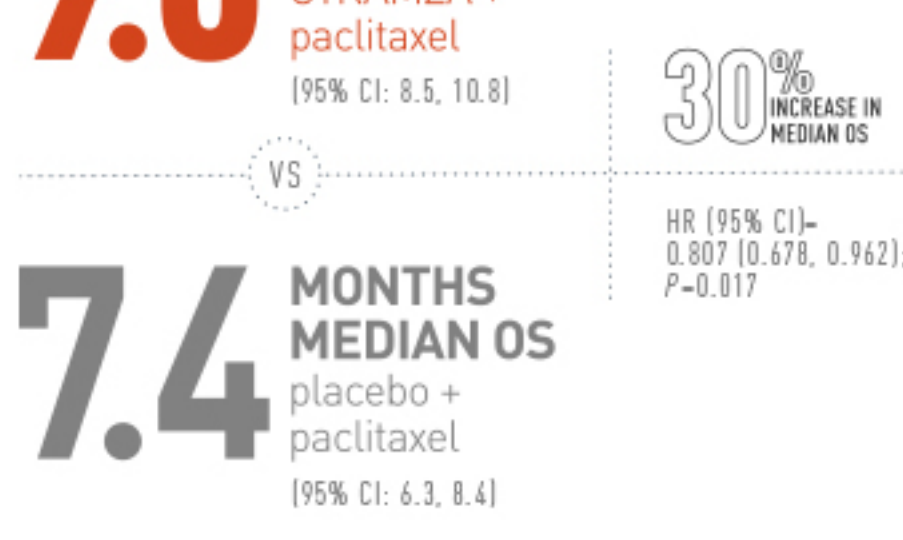 paclitaxel
(95% CI: 8.5, 10.8)
30%
INCREASE IN
MEDIAN OS
VS
HR (95% CI)=
0.807 (0.678, 0.962);
P=0.017
7.4
MONTHS
MEDIAN OS
placebo +
paclitaxel
(95% CI: 6.3, 8.4)